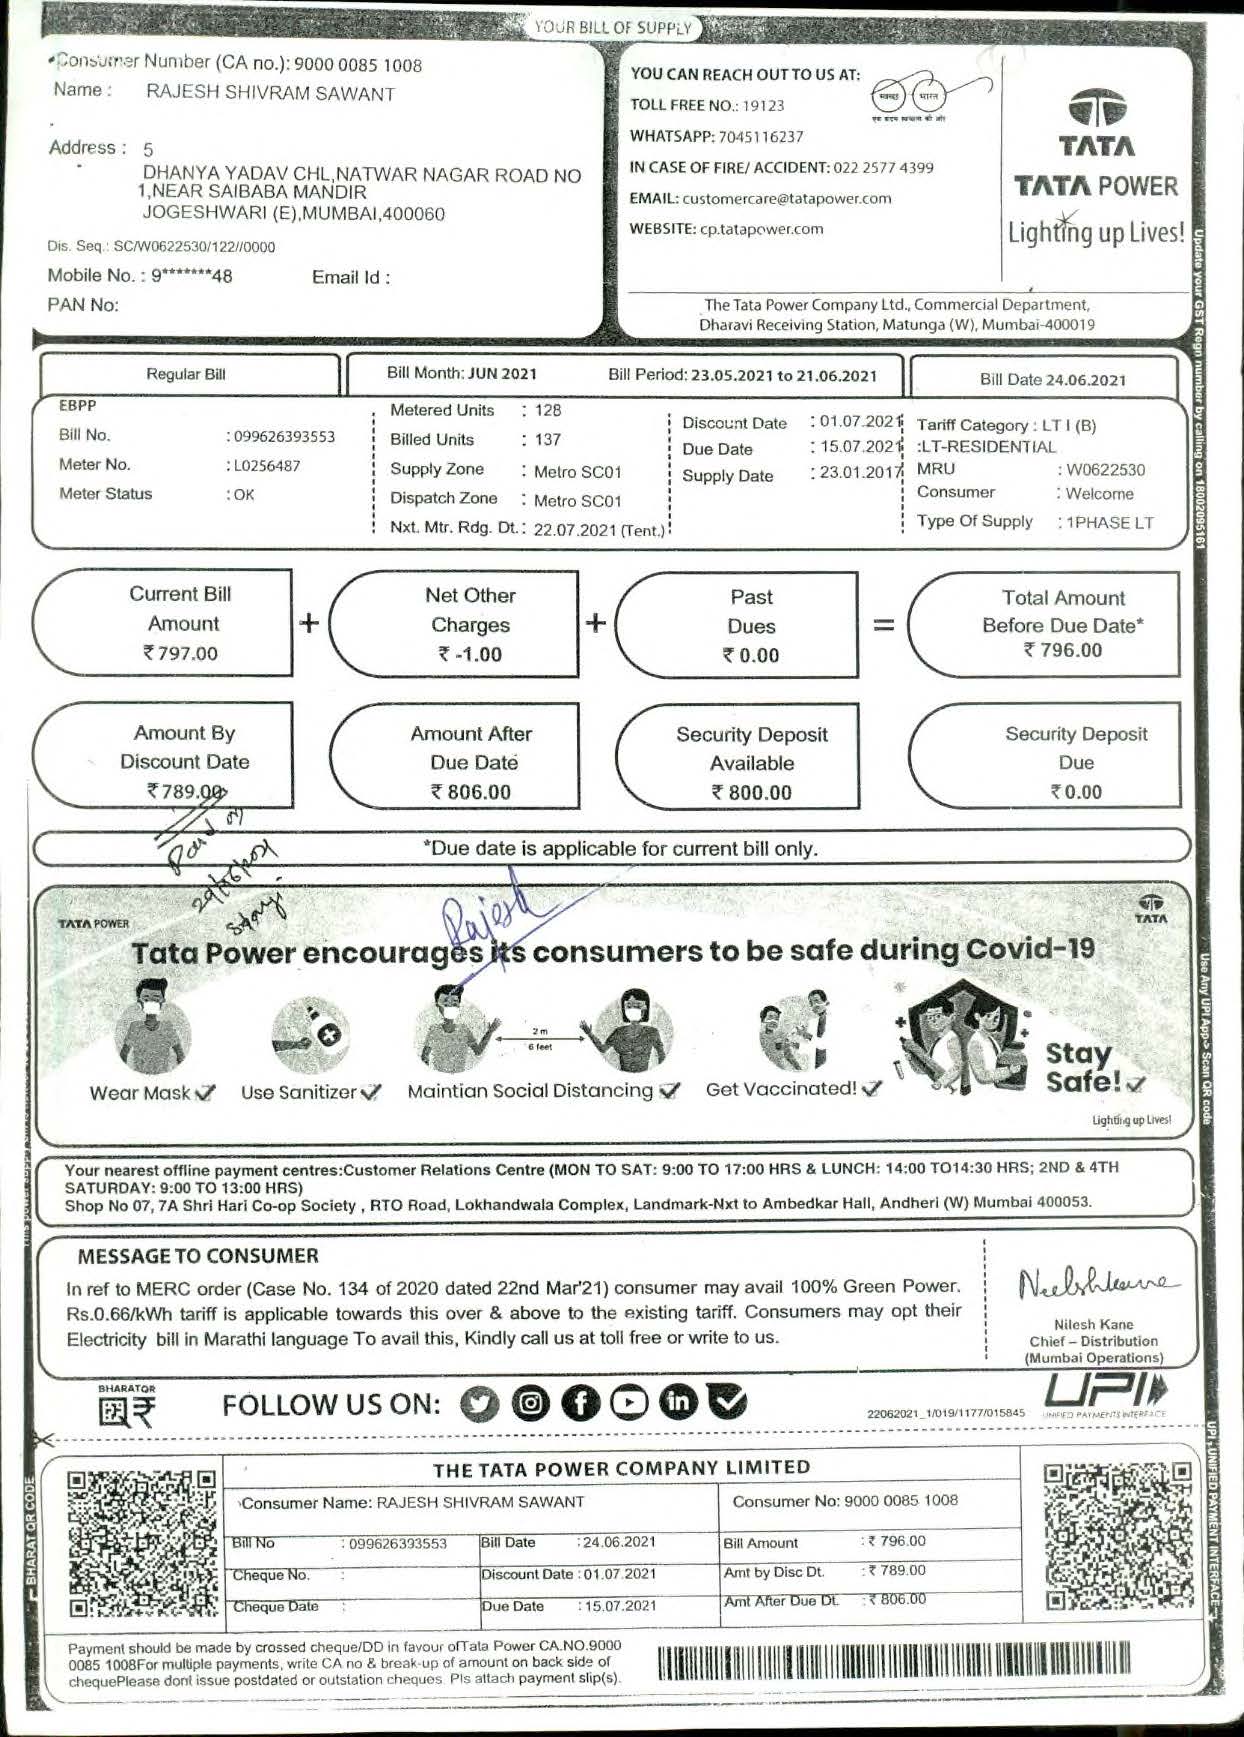 YOUR BILL OF SUPPLY
Consumer Number (CA no.): 9000 0085 1008
Name : RAJESH SHIVRAM SAWANT
Address : 5
DHANYA YADAV CHL,NATWAR NAGAR ROAD NO
1,NEAR SAIBABA MANDIR
JOGESHWARI (E),MUMBAI,400060
Dis. Seq.: SC/W0622530/122//0000
Mobile No. : 9*******48 Email Id :
PAN No:
YOU CAN REACH OUT TO US AT:
TOLL FREE NO.: 19123
WHATSAPP: 7045116237
IN CASE OF FIRE/ ACCIDENT: 022 2577 4399
EMAIL: customercare@tatapower.com
WEBSITE: cp.tatapower.com
स्वच्छ भारत
एक कदम स्वच्छता की ओर
TATA
TATA POWER
Lighting up Lives!
The Tata Power Company Ltd., Commercial Department,
Dharavi Receiving Station, Matunga (W), Mumbai-400019
Update your GST Regn number by calling on 18002095161
Regular Bill
Bill Month: JUN 2021 Bill Period: 23.05.2021 to 21.06.2021
Bill Date 24.06.2021
EBPP
Bill No. : 099626393553
Meter No. : L0256487
Meter Status : OK
Metered Units : 128
Billed Units : 137
Supply Zone : Metro SC01
Dispatch Zone : Metro SC01
Nxt. Mtr. Rdg. Dt.: 22.07.2021 (Tent.)
Discount Date : 01.07.2021
Due Date : 15.07.2021
Supply Date : 23.01.2017
Tariff Category : LT I (B)
:LT-RESIDENTIAL
MRU : W0622530
Consumer : Welcome
Type Of Supply : 1PHASE LT
Current Bill
Amount
₹ 797.00
+
Net Other
Charges
₹ -1.00
+
Past
Dues
₹ 0.00
=
Total Amount
Before Due Date*
₹ 796.00
Amount By
Discount Date
₹ 789.00
Amount After
Due Date
₹ 806.00
Security Deposit
Available
₹ 800.00
Security Deposit
Due
₹ 0.00
Paid on
29/06/2021
*Due date is applicable for current bill only.
Rajesh
TATA POWER
TATA
Tata Power encourages its consumers to be safe during Covid-19
2 m
6 feet
Wear Mask Use Sanitizer Maintian Social Distancing Get Vaccinated!
Stay
Safe!
Lighting up Lives!
Use Any UPI App-> Scan QR code
Your nearest offline payment centres:Customer Relations Centre (MON TO SAT: 9:00 TO 17:00 HRS & LUNCH: 14:00 TO14:30 HRS; 2ND & 4TH
SATURDAY: 9:00 TO 13:00 HRS)
Shop No 07, 7A Shri Hari Co-op Society , RTO Road, Lokhandwala Complex, Landmark-Nxt to Ambedkar Hall, Andheri (W) Mumbai 400053.
MESSAGE TO CONSUMER
In ref to MERC order (Case No. 134 of 2020 dated 22nd Mar'21) consumer may avail 100% Green Power.
Rs.0.66/kWh tariff is applicable towards this over & above to the existing tariff. Consumers may opt their
Electricity bill in Marathi language To avail this, Kindly call us at toll free or write to us.
Nilesh Kane
Chief – Distribution
(Mumbai Operations)
BHARATQR
FOLLOW US ON:
22062021_1/019/1177/015845
UPI
UNIFIED PAYMENTS INTERFACE
BHARAT QR CODE
THE TATA POWER COMPANY LIMITED
Consumer Name: RAJESH SHIVRAM SAWANT Consumer No: 9000 0085 1008
Bill No : 099626393553 Bill Date : 24.06.2021 Bill Amount : ₹ 796.00
Cheque No. : Discount Date : 01.07.2021 Amt by Disc Dt. : ₹ 789.00
Cheque Date : Due Date : 15.07.2021 Amt After Due Dt. : ₹ 806.00
UPI - UNIFIED PAYMENT INTERFACE
Payment should be made by crossed cheque/DD in favour ofTata Power CA.NO.9000
0085 1008For multiple payments, write CA no & break-up of amount on back side of
chequePlease dont issue postdated or outstation cheques. Pls attach payment slip(s).